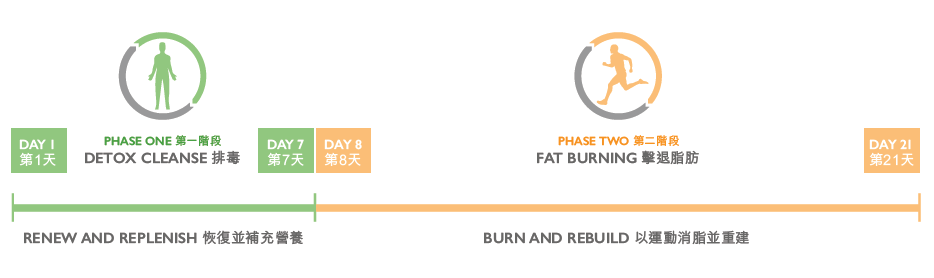 DAY 1
第1天
PHASE ONE 第一階段
DETOX CLEANSE 排毒
DAY 7
第7天
DAY 8
第8天
PHASE TWO 第二階段
FAT BURNING 擊退脂肪
DAY 21
第21天
RENEW AND REPLENISH 恢復並補充營養
BURN AND REBUILD 以運動消脂並重建